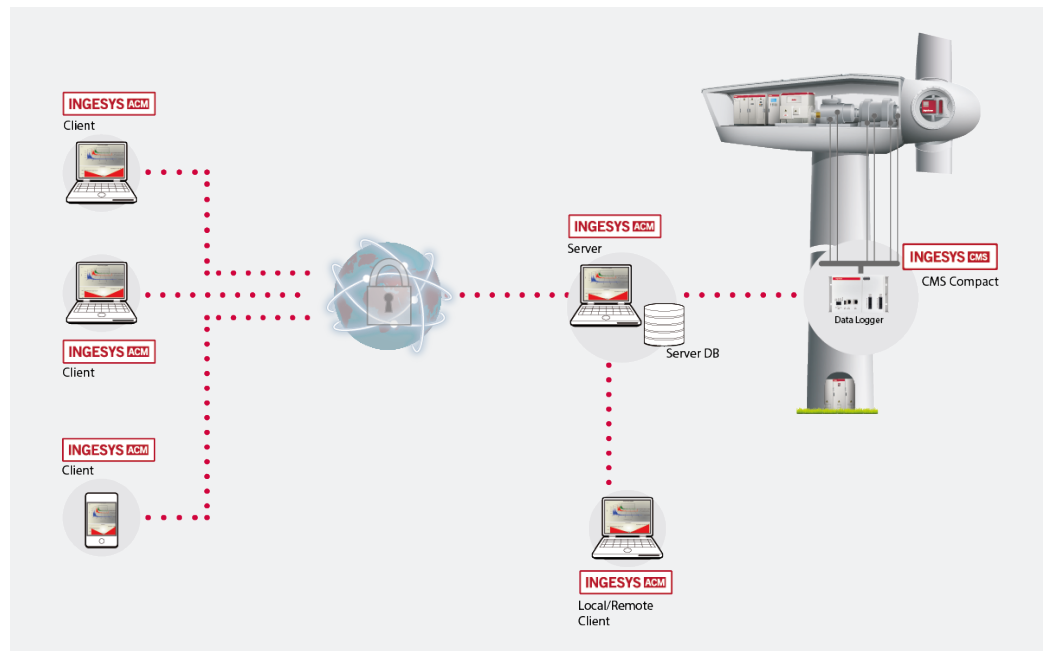 INGESYS ACM
Client
INGESYS ACM
Client
INGESYS ACM
Client
INGESYS ACM
Server
Server DB
INGESYS ACM
Local/Remote
Client
INGESYS CMS
CMS Compact
Data Logger